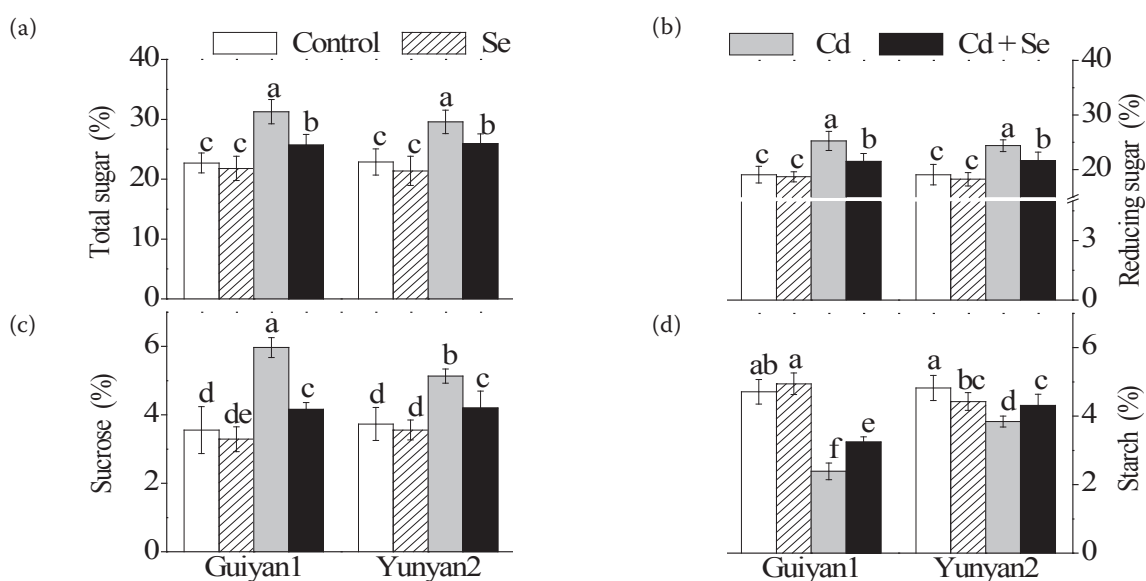 (a)
Control
Se
(b)
Cd
Cd + Se
Total sugar (%)
40
30
20
10
0
c c a b
c c a b
Reducing sugar (%)
40
30
20
3
0
c c a b
c c a b
(c)
Sucrose (%)
6
4
2
0
d de a c
d d b c
Guiyan1
Yunyan2
(d)
Starch (%)
6
4
2
0
ab a f e
a bc d c
Guiyan1
Yunyan2